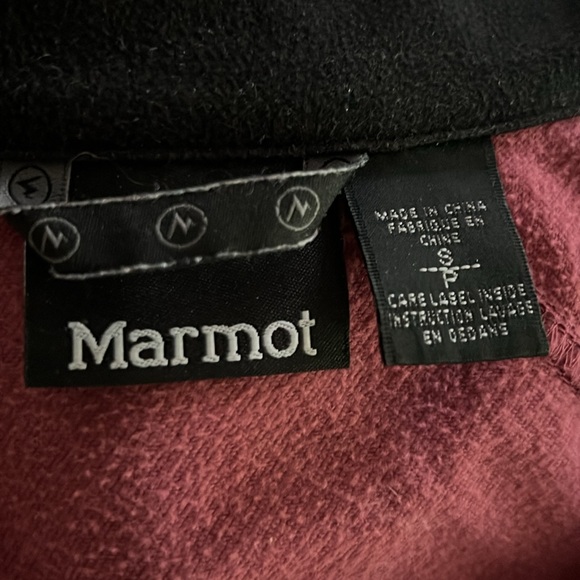 Marmot
MADE IN CHINA
FABRIQUE EN
CHINE
S
P
CARE LABEL INSIDE
INSTRUCTION LAVAGE
EN DEDANS